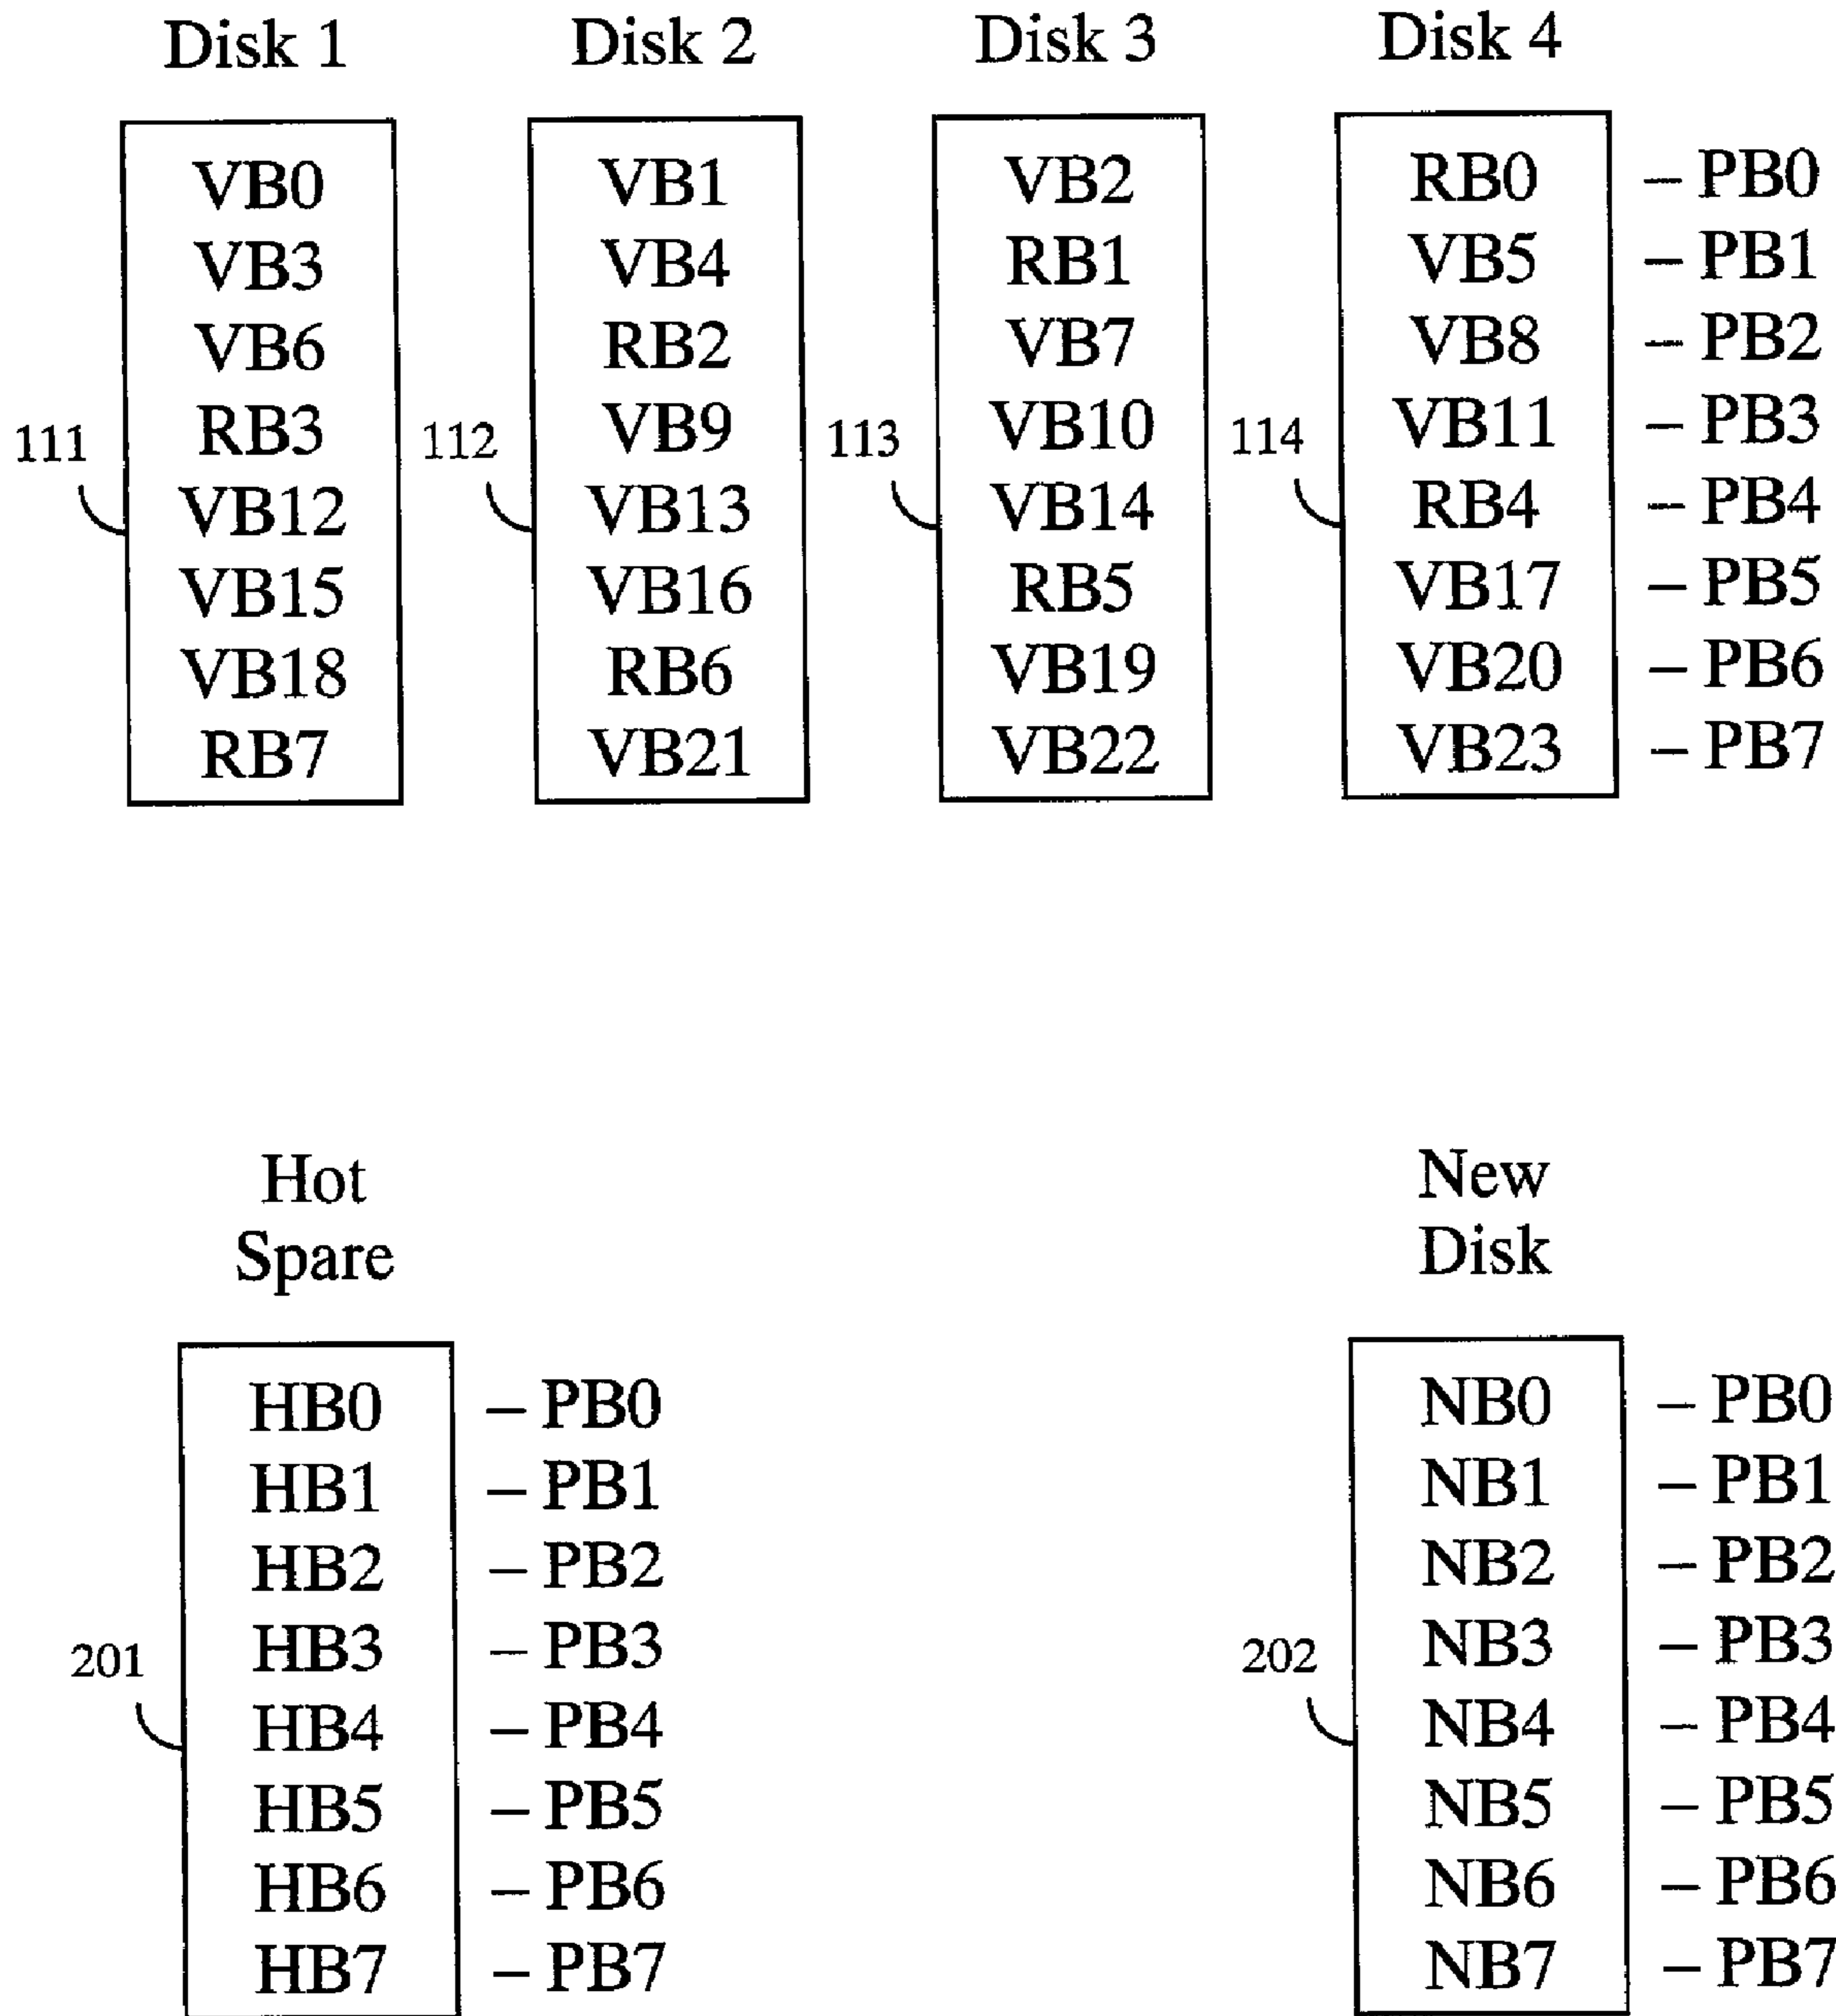 Disk 1 Disk 2 Disk 3 Disk 4
VB0 VB1 VB2 RB0 – PB0
VB3 VB4 RB1 VB5 – PB1
VB6 RB2 VB7 VB8 – PB2
111 RB3 112 VB9 113 VB10 114 VB11 – PB3
VB12 VB13 VB14 RB4 – PB4
VB15 VB16 RB5 VB17 – PB5
VB18 RB6 VB19 VB20 – PB6
RB7 VB21 VB22 VB23 – PB7
Hot New
Spare Disk
HB0 – PB0 NB0 – PB0
HB1 – PB1 NB1 – PB1
HB2 – PB2 NB2 – PB2
201 HB3 – PB3 202 NB3 – PB3
HB4 – PB4 NB4 – PB4
HB5 – PB5 NB5 – PB5
HB6 – PB6 NB6 – PB6
HB7 – PB7 NB7 – PB7